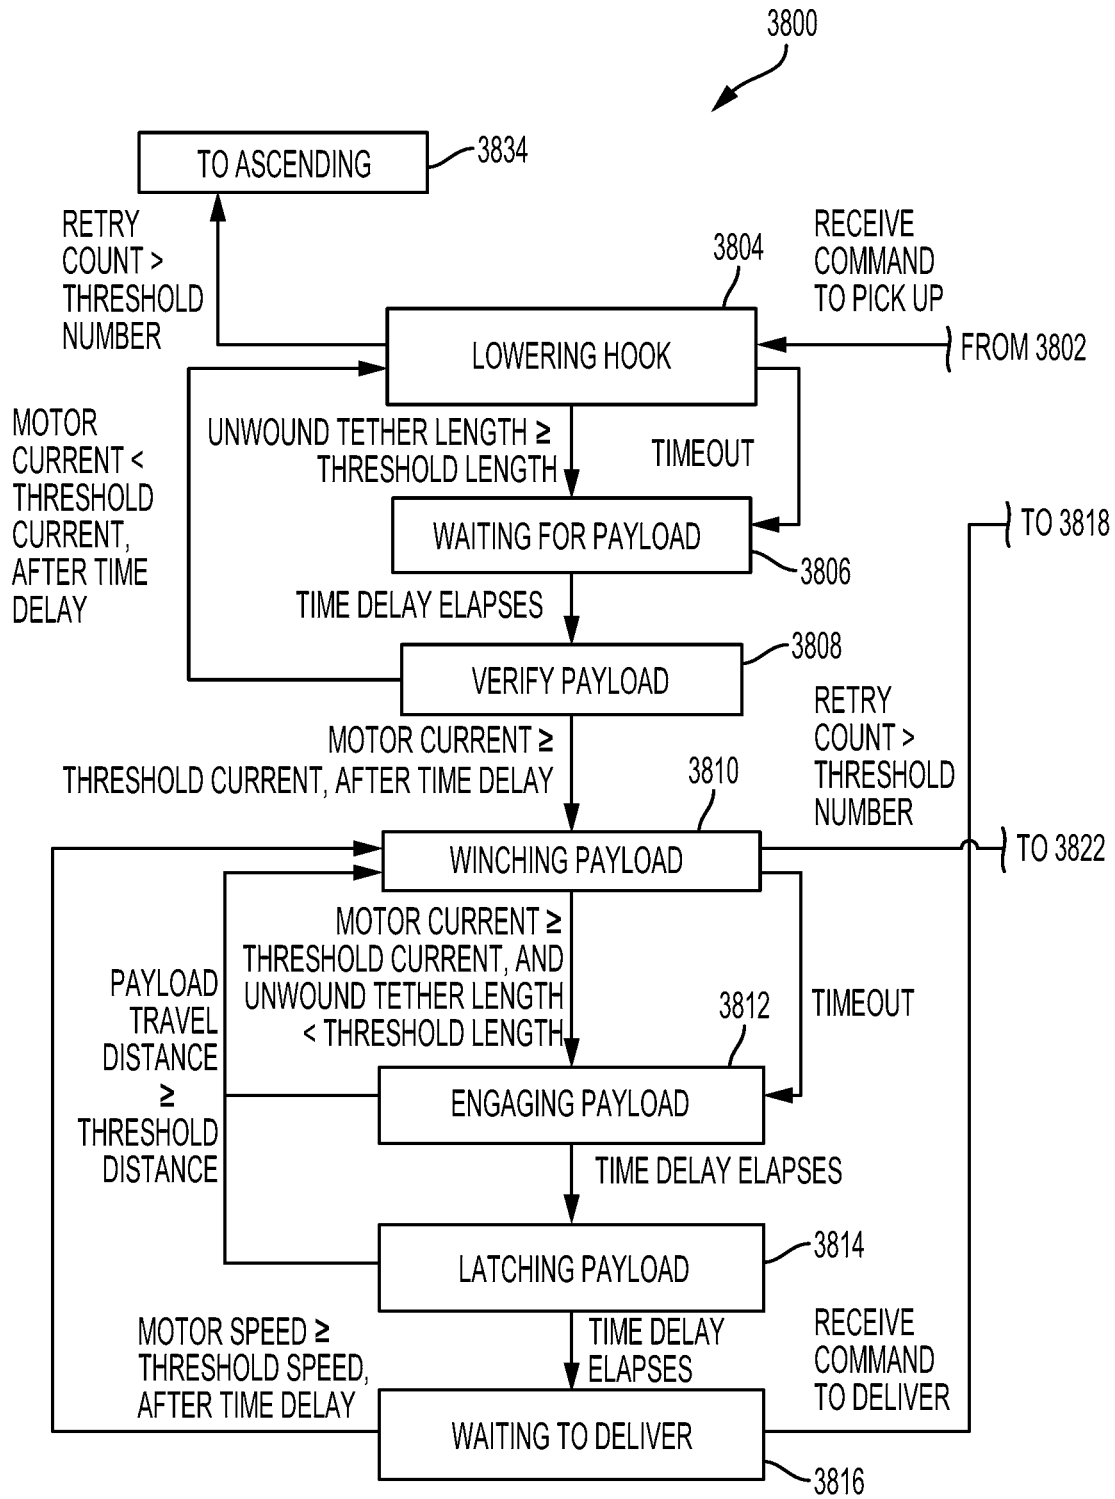 3800
TO ASCENDING
3834
RETRY
COUNT >
THRESHOLD
NUMBER
3804
RECEIVE
COMMAND
TO PICK UP
LOWERING HOOK
FROM 3802
MOTOR
CURRENT <
THRESHOLD
CURRENT,
AFTER TIME
DELAY
UNWOUND TETHER LENGTH ≥
THRESHOLD LENGTH
TIMEOUT
WAITING FOR PAYLOAD
3806
TO 3818
TIME DELAY ELAPSES
VERIFY PAYLOAD
3808
MOTOR CURRENT ≥
THRESHOLD CURRENT, AFTER TIME DELAY
RETRY
COUNT >
THRESHOLD
NUMBER
3810
WINCHING PAYLOAD
TO 3822
MOTOR CURRENT ≥
THRESHOLD CURRENT, AND
UNWOUND TETHER LENGTH
< THRESHOLD LENGTH
PAYLOAD
TRAVEL
DISTANCE
≥
THRESHOLD
DISTANCE
3812
TIMEOUT
ENGAGING PAYLOAD
TIME DELAY ELAPSES
LATCHING PAYLOAD
3814
MOTOR SPEED ≥
THRESHOLD SPEED,
AFTER TIME DELAY
TIME DELAY
ELAPSES
RECEIVE
COMMAND
TO DELIVER
WAITING TO DELIVER
3816